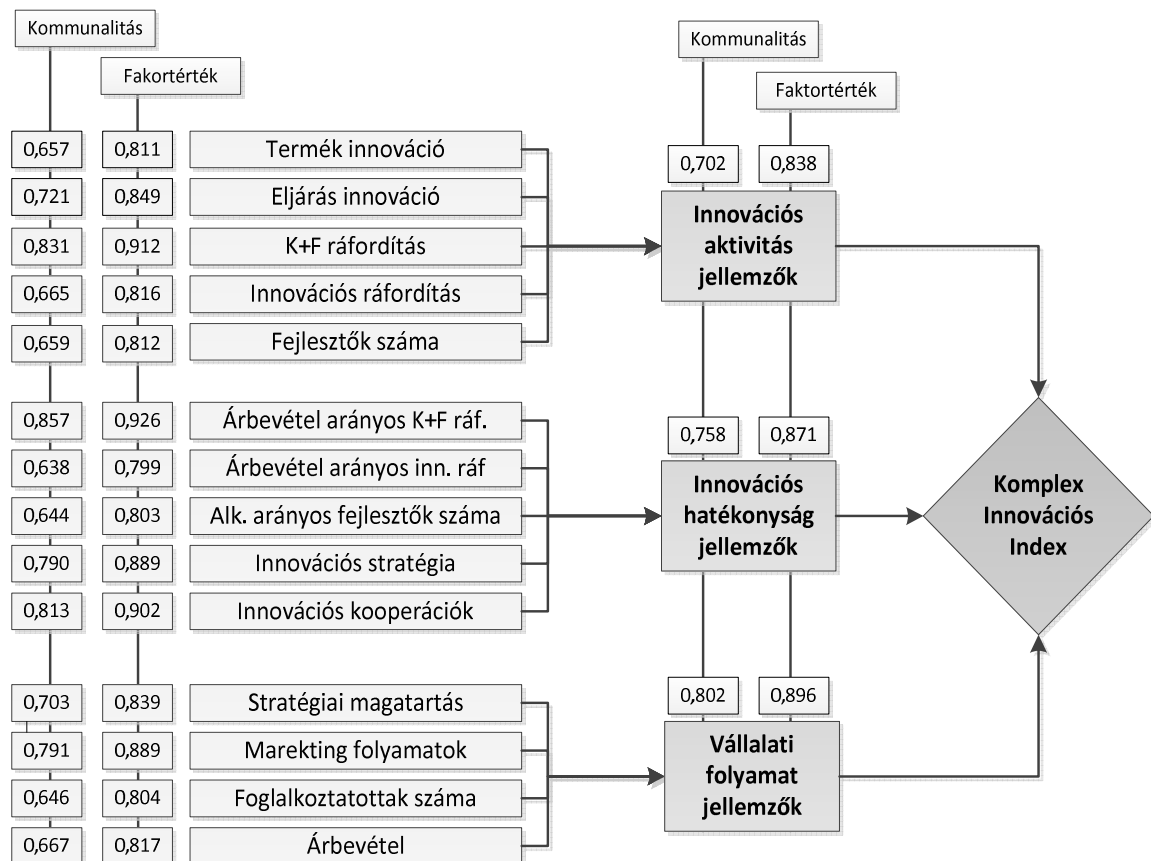 Kommunalitás
Fakortérték
0,657 0,811 Termék innováció
0,721 0,849 Eljárás innováció
0,831 0,912 K+F ráfordítás
0,665 0,816 Innovációs ráfordítás
0,659 0,812 Fejlesztők száma
0,857 0,926 Árbevétel arányos K+F ráf.
0,638 0,799 Árbevétel arányos inn. ráf
0,644 0,803 Alk. arányos fejlesztők száma
0,790 0,889 Innovációs stratégia
0,813 0,902 Innovációs kooperációk
0,703 0,839 Stratégiai magatartás
0,791 0,889 Marekting folyamatok
0,646 0,804 Foglalkoztatottak száma
0,667 0,817 Árbevétel
Kommunalitás
Faktortérték
0,702 0,838
Innovációs
aktivitás
jellemzők
0,758 0,871
Innovációs
hatékonyság
jellemzők
0,802 0,896
Vállalati
folyamat
jellemzők
Komplex
Innovációs
Index